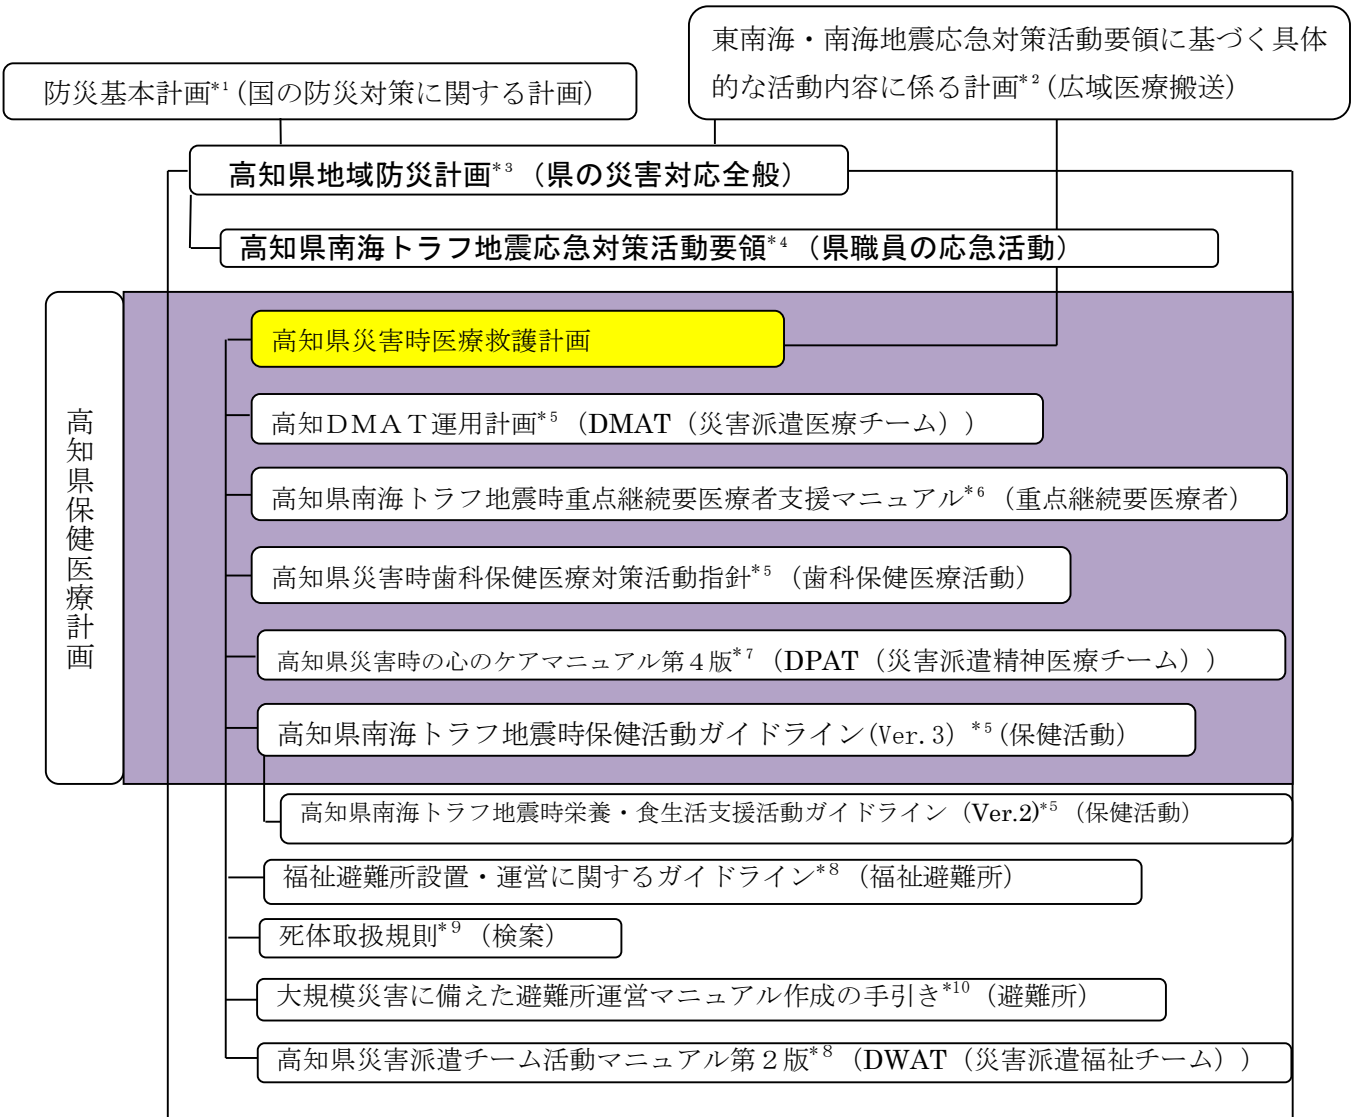 東南海・南海地震応急対策活動要領に基づく具体
的な活動内容に係る計画*2(広域医療搬送)
防災基本計画*1(国の防災対策に関する計画)
高知県地域防災計画*3（県の災害対応全般）
高知県南海トラフ地震応急対策活動要領*4（県職員の応急活動）
高知県保健医療計画
高知県災害時医療救護計画
高知ＤＭＡＴ運用計画*5（DMAT（災害派遣医療チーム））
高知県南海トラフ地震時重点継続要医療者支援マニュアル*6（重点継続要医療者）
高知県災害時歯科保健医療対策活動指針*5（歯科保健医療活動）
高知県災害時の心のケアマニュアル第４版*7（DPAT（災害派遣精神医療チーム））
高知県南海トラフ地震時保健活動ガイドライン(Ver.3）*5(保健活動）
高知県南海トラフ地震時栄養・食生活支援活動ガイドライン（Ver.2)*5（保健活動）
福祉避難所設置・運営に関するガイドライン*８（福祉避難所）
死体取扱規則*９（検案）
大規模災害に備えた避難所運営マニュアル作成の手引き*10（避難所）
高知県災害派遣チーム活動マニュアル第２版*８（DWAT（災害派遣福祉チーム））